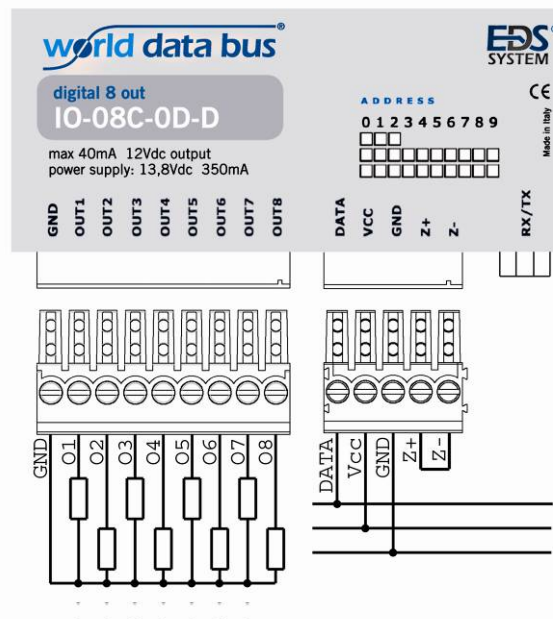 world data bus®
EDS®
SYSTEM
digital 8 out
IO-08C-0D-D
CE
Made in Italy
max 40mA 12Vdc output
power supply: 13,8Vdc 350mA
ADDRESS
0 1 2 3 4 5 6 7 8 9
GND OUT1 OUT2 OUT3 OUT4 OUT5 OUT6 OUT7 OUT8
DATA VCC GND Z+ Z-
RX/TX
GND O1 O2 O3 O4 O5 O6 O7 O8
DATA Vcc GND Z+ Z-